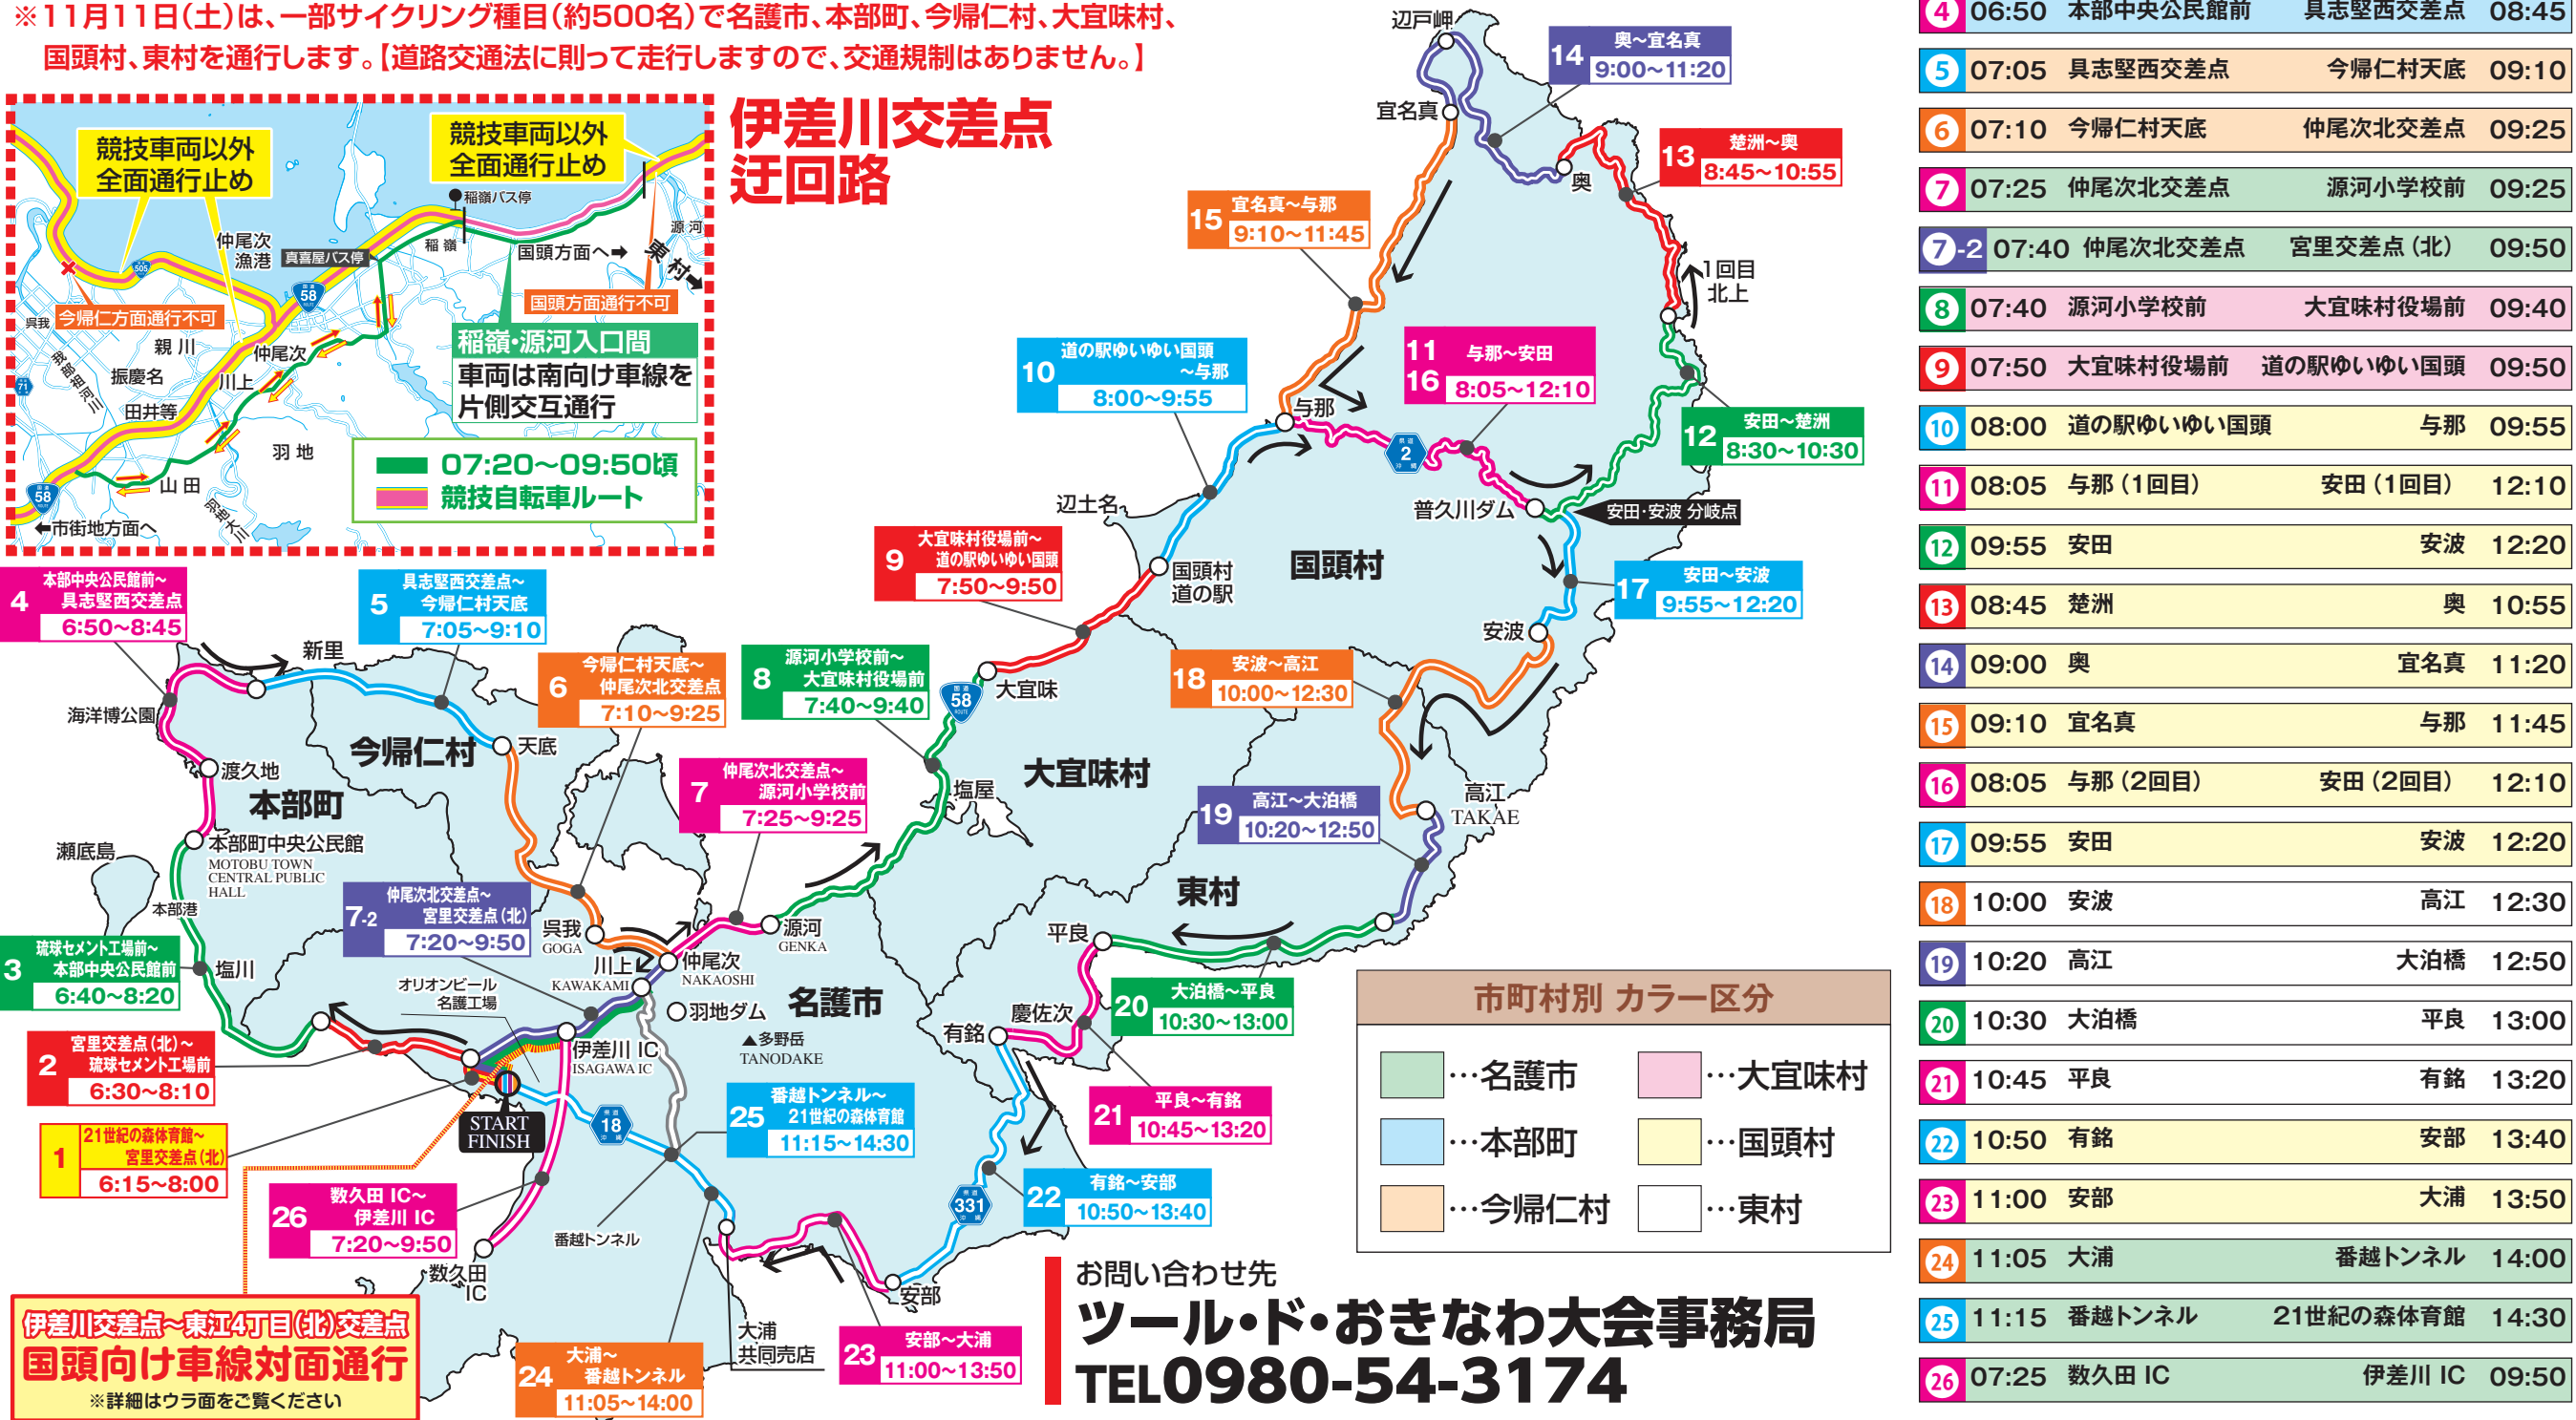 ※11月11日(土)は、一部サイクリング種目(約500名)で名護市、本部町、今帰仁村、大宜味村、
国頭村、東村を通行します。【道路交通法に則って走行しますので、交通規制はありません。】
伊差川交差点
迂回路
競技車両以外
全面通行止め
競技車両以外
全面通行止め
稲嶺バス停
源河
仲尾次
漁港
真喜屋バス停
稲嶺
国頭方面へ➡
東村➡
505
国道
58
ROUTE
国頭方面通行不可
呉我
今帰仁方面通行不可
親川
仲尾次
稲嶺・源河入口間
車両は南向け車線を
片側交互通行
我部祖河川
71
振慶名
川上
田井等
羽地
07:20〜09:50頃
競技自転車ルート
山田
58
羽地大川
⬅市街地方面へ
辺戸岬
14
奥〜宜名真
9:00〜11:20
宜名真
13
楚洲〜奥
8:45〜10:55
奥
15
宜名真〜与那
9:10〜11:45
1回目
北上
10
道の駅ゆいゆい国頭
〜与那
8:00〜9:55
11
16
与那〜安田
8:05〜12:10
与那
県道
2
沖縄
12
安田〜楚洲
8:30〜10:30
辺土名
普久川ダム
安田・安波 分岐点
9
大宜味村役場前〜
道の駅ゆいゆい国頭
7:50〜9:50
国頭村
道の駅
国頭村
17
安田〜安波
9:55〜12:20
安波
4
本部中央公民館前〜
具志堅西交差点
6:50〜8:45
5
具志堅西交差点〜
今帰仁村天底
7:05〜9:10
新里
6
今帰仁村天底〜
仲尾次北交差点
7:10〜9:25
8
源河小学校前〜
大宜味村役場前
7:40〜9:40
国道
58
ROUTE
大宜味
18
安波〜高江
10:00〜12:30
海洋博公園
今帰仁村
天底
渡久地
本部町
7
仲尾次北交差点〜
源河小学校前
7:25〜9:25
大宜味村
塩屋
19
高江〜大泊橋
10:20〜12:50
高江
TAKAE
瀬底島
本部町中央公民館
MOTOBU TOWN
CENTRAL PUBLIC
HALL
本部港
7-2
仲尾次北交差点〜
宮里交差点(北)
7:20〜9:50
呉我
GOGA
源河
GENKA
東村
平良
3
琉球セメント工場前〜
本部中央公民館前
6:40〜8:20
塩川
川上
KAWAKAMI
仲尾次
NAKAOSHI
オリオンビール
名護工場
羽地ダム
名護市
▲多野岳
TANODAKE
有銘
慶佐次
20
大泊橋〜平良
10:30〜13:00
2
宮里交差点(北)〜
琉球セメント工場前
6:30〜8:10
伊差川 IC
ISAGAWA IC
START
FINISH
県道
18
沖縄
25
番越トンネル〜
21世紀の森体育館
11:15〜14:30
21
平良〜有銘
10:45〜13:20
1
21世紀の森体育館〜
宮里交差点(北)
6:15〜8:00
26
数久田 IC〜
伊差川 IC
7:20〜9:50
番越トンネル
県道
331
沖縄
22
有銘〜安部
10:50〜13:40
数久田
IC
安部
大浦
共同売店
伊差川交差点〜東江4丁目(北)交差点
国頭向け車線対面通行
※詳細はウラ面をご覧ください
24
大浦〜
番越トンネル
11:05〜14:00
23
安部〜大浦
11:00〜13:50
市町村別 カラー区分
…名護市
…大宜味村
…本部町
…国頭村
…今帰仁村
…東村
お問い合わせ先
ツール・ド・おきなわ大会事務局
TEL0980-54-3174
4 06:50 本部中央公民館前 具志堅西交差点 08:45
5 07:05 具志堅西交差点 今帰仁村天底 09:10
6 07:10 今帰仁村天底 仲尾次北交差点 09:25
7 07:25 仲尾次北交差点 源河小学校前 09:25
7-2 07:40 仲尾次北交差点 宮里交差点(北) 09:50
8 07:40 源河小学校前 大宜味村役場前 09:40
9 07:50 大宜味村役場前 道の駅ゆいゆい国頭 09:50
10 08:00 道の駅ゆいゆい国頭 与那 09:55
11 08:05 与那(1回目) 安田(1回目) 12:10
12 09:55 安田 安波 12:20
13 08:45 楚洲 奥 10:55
14 09:00 奥 宜名真 11:20
15 09:10 宜名真 与那 11:45
16 08:05 与那(2回目) 安田(2回目) 12:10
17 09:55 安田 安波 12:20
18 10:00 安波 高江 12:30
19 10:20 高江 大泊橋 12:50
20 10:30 大泊橋 平良 13:00
21 10:45 平良 有銘 13:20
22 10:50 有銘 安部 13:40
23 11:00 安部 大浦 13:50
24 11:05 大浦 番越トンネル 14:00
25 11:15 番越トンネル 21世紀の森体育館 14:30
26 07:25 数久田 IC 伊差川 IC 09:50